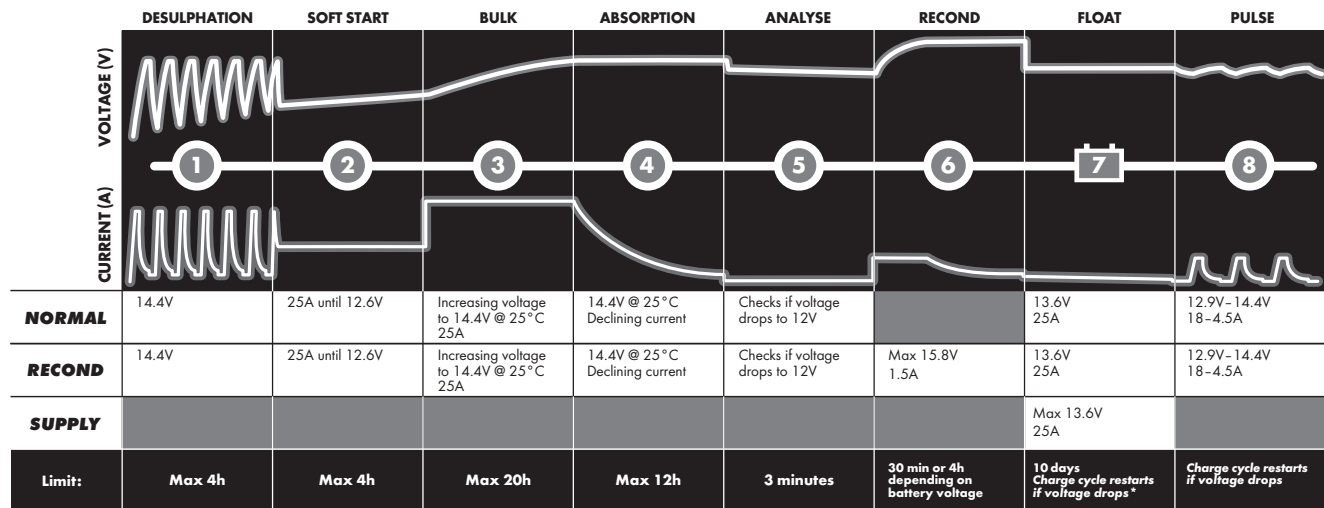 DESULPHATION SOFT START BULK ABSORPTION ANALYSE RECOND FLOAT PULSE
VOLTAGE (V)
1 2 3 4 5 6 7 8
CURRENT (A)
NORMAL
14.4V
25A until 12.6V
Increasing voltage
to 14.4V @ 25°C
25A
14.4V @ 25°C
Declining current
Checks if voltage
drops to 12V
13.6V
25A
12.9V–14.4V
18–4.5A
RECOND
14.4V
25A until 12.6V
Increasing voltage
to 14.4V @ 25°C
25A
14.4V @ 25°C
Declining current
Checks if voltage
drops to 12V
Max 15.8V
1.5A
13.6V
25A
12.9V–14.4V
18–4.5A
SUPPLY
Max 13.6V
25A
Limit:
Max 4h
Max 4h
Max 20h
Max 12h
3 minutes
30 min or 4h
depending on
battery voltage
10 days
Charge cycle restarts
if voltage drops*
Charge cycle restarts
if voltage drops